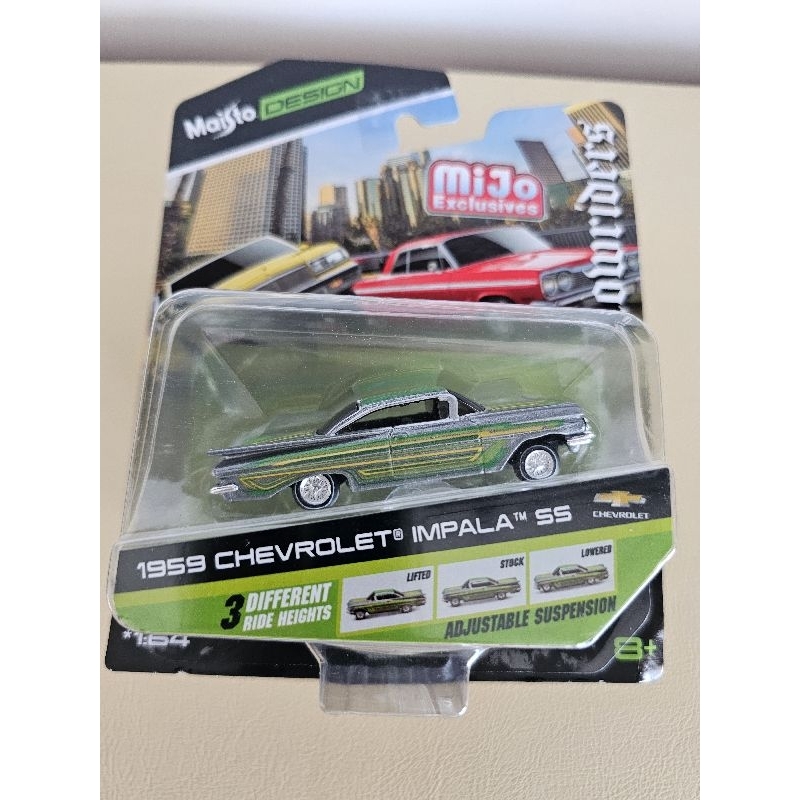 Maisto DESIGN
MiJo
Exclusives
1959 CHEVROLET® IMPALA™ SS
CHEVROLET
3 DIFFERENT
RIDE HEIGHTS
LIFTED
STOCK
LOWERED
ADJUSTABLE SUSPENSION
*1:64
8+